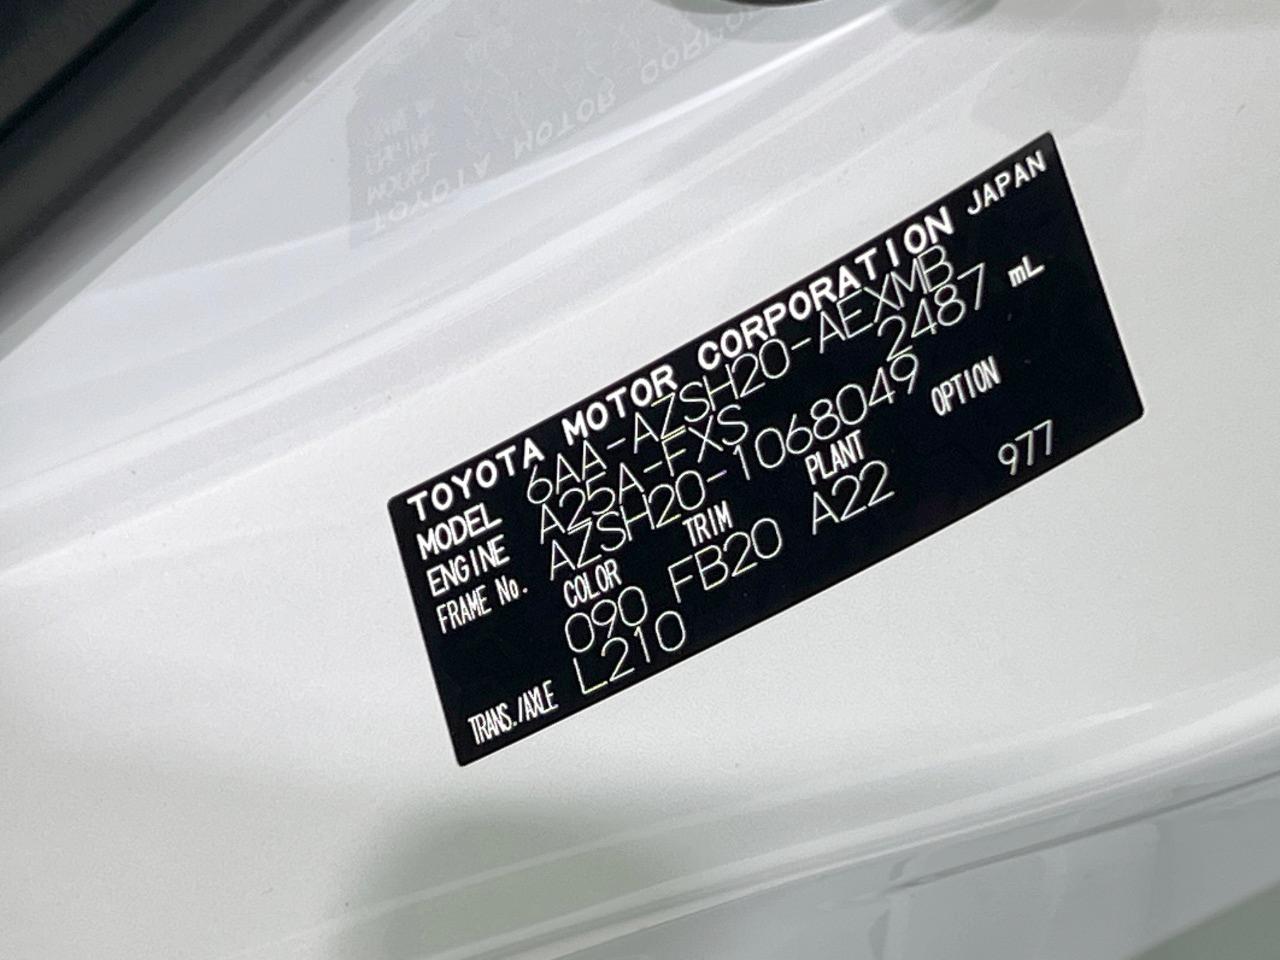 TOYOTA MOTOR CORPORATION JAPAN
MODEL 6AA-AZSH20-AEXMB
ENGINE A25A-FXS 2487 mL
FRAME No. AZSH20-1068049
COLOR TRIM PLANT OPTION
090 FB20 A22 977
TRANS./AXLE L210